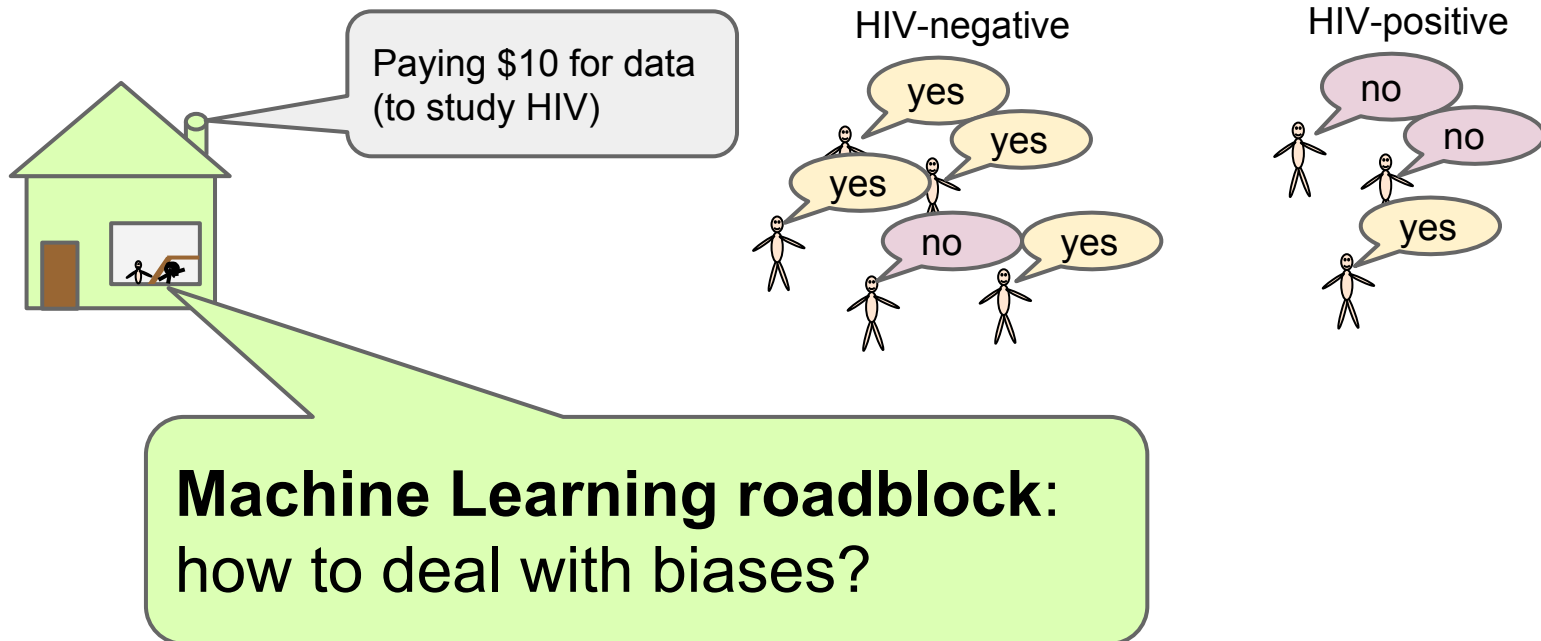 Paying $10 for data
(to study HIV)
HIV-negative
yes
yes
yes
no
yes
HIV-positive
no
no
yes
Machine Learning roadblock:
how to deal with biases?